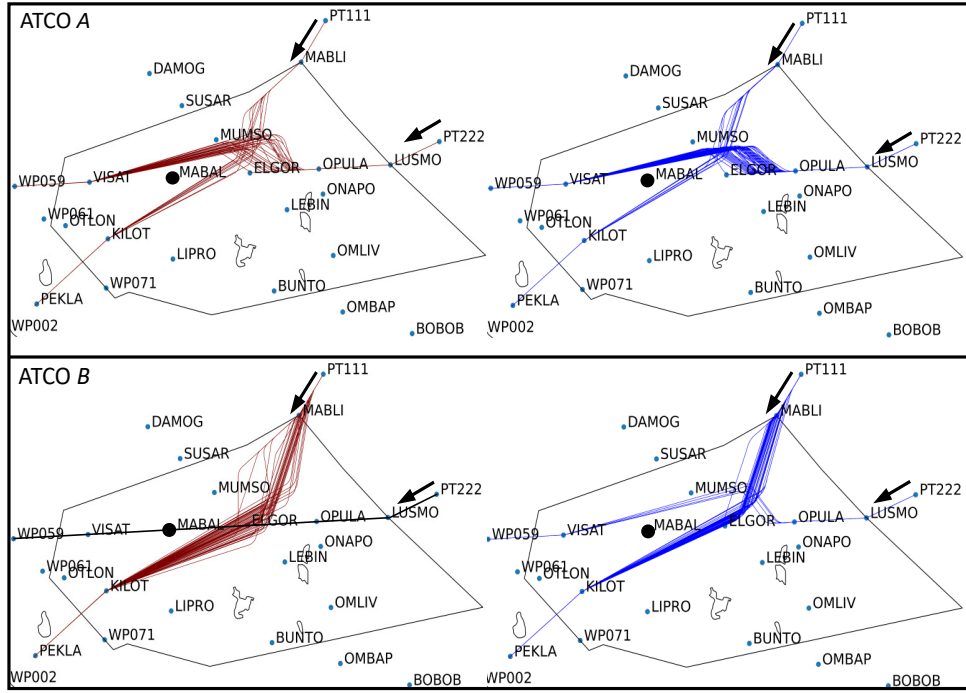 ATCO A
PT111
MABLI
DAMOG
SUSAR
MUMSO
PT222
ELGOR
OPULA
LUSMO
MABAL
WP059
VISAT
ONAPO
LEBIN
WP061
OTLON
KILOT
LIPRO
OMLIV
WP071
BUNTO
PEKLA
OMBAP
WP002
BOBOB
PT111
MABLI
DAMOG
SUSAR
MUMSO
PT222
ELGOR
OPULA
LUSMO
MABAL
WP059
VISAT
ONAPO
LEBIN
WP061
OTLON
KILOT
LIPRO
OMLIV
WP071
BUNTO
PEKLA
OMBAP
WP002
BOBOB
ATCO B
PT111
MABLI
DAMOG
SUSAR
MUMSO
PT222
ELGOR
OPULA
LUSMO
MABAL
WP059
VISAT
ONAPO
LEBIN
WP061
OTLON
KILOT
LIPRO
OMLIV
WP071
BUNTO
PEKLA
OMBAP
WP002
BOBOB
PT111
MABLI
DAMOG
SUSAR
MUMSO
PT222
ELGOR
OPULA
LUSMO
MABAL
WP059
VISAT
ONAPO
LEBIN
WP061
OTLON
KILOT
LIPRO
OMLIV
WP071
BUNTO
PEKLA
OMBAP
WP002
BOBOB